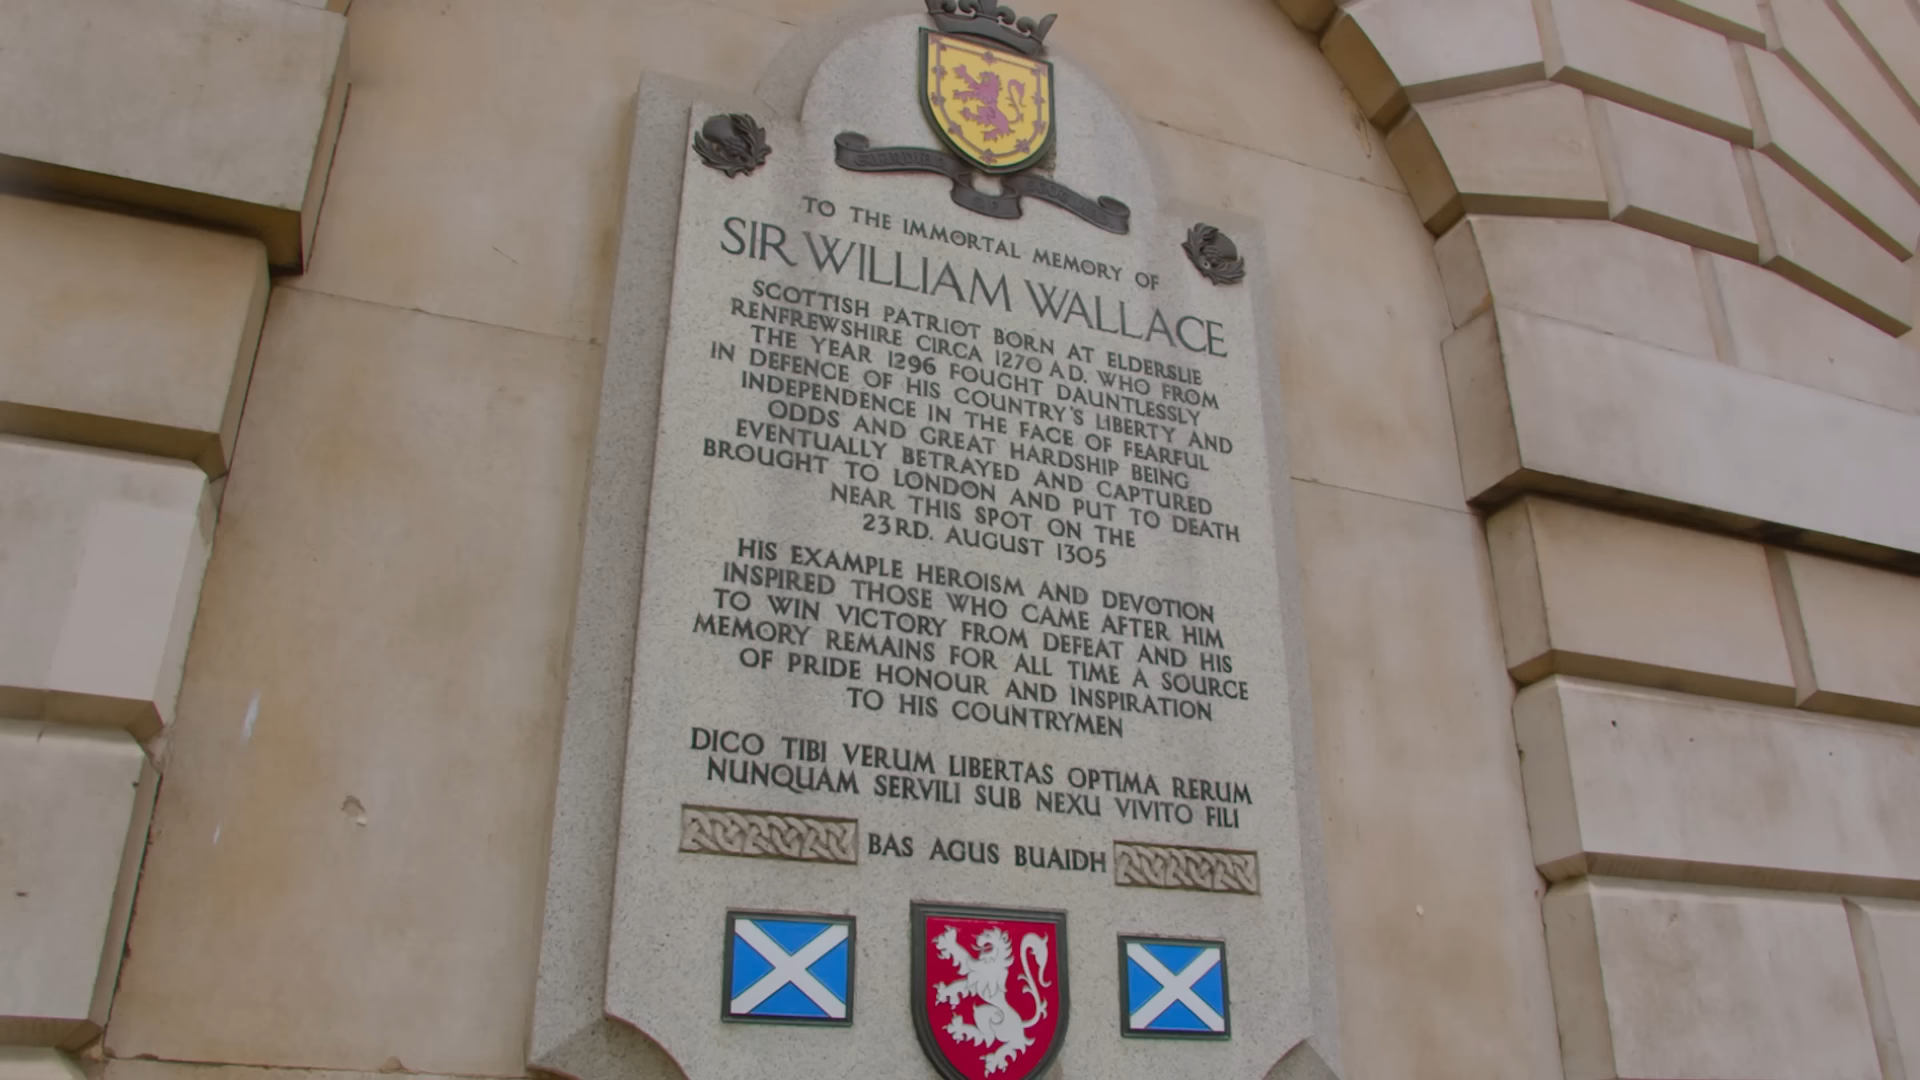 TO THE IMMORTAL MEMORY OF
SIR WILLIAM WALLACE
SCOTTISH PATRIOT BORN AT ELDERSLIE
RENFREWSHIRE CIRCA 1270 A.D. WHO FROM
THE YEAR 1296 FOUGHT DAUNTLESSLY
IN DEFENCE OF HIS COUNTRY'S LIBERTY AND
INDEPENDENCE IN THE FACE OF FEARFUL
ODDS AND GREAT HARDSHIP BEING
EVENTUALLY BETRAYED AND CAPTURED
BROUGHT TO LONDON AND PUT TO DEATH
NEAR THIS SPOT ON THE
23RD. AUGUST 1305
HIS EXAMPLE HEROISM AND DEVOTION
INSPIRED THOSE WHO CAME AFTER HIM
TO WIN VICTORY FROM DEFEAT AND HIS
MEMORY REMAINS FOR ALL TIME A SOURCE
OF PRIDE HONOUR AND INSPIRATION
TO HIS COUNTRYMEN
DICO TIBI VERUM LIBERTAS OPTIMA RERUM
NUNQUAM SERVILI SUB NEXU VIVITO FILI
BAS AGUS BUAIDH